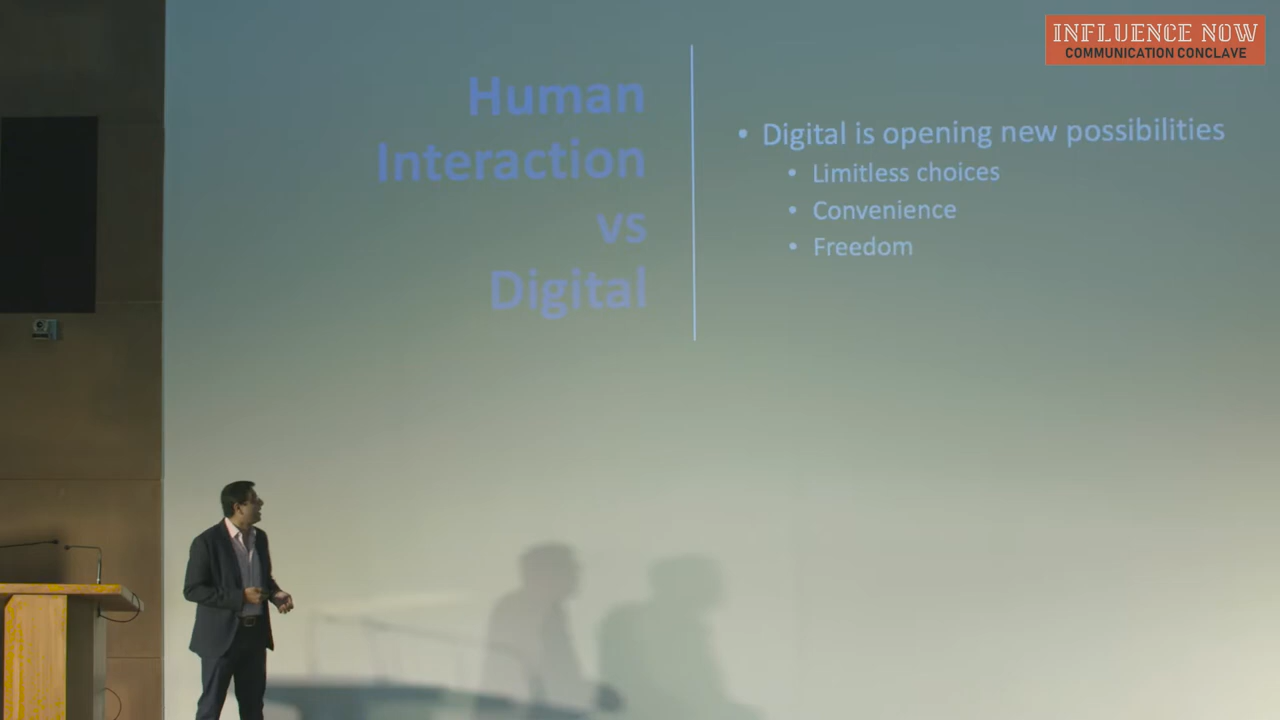 INFLUENCE NOW
COMMUNICATION CONCLAVE
Human
Interaction
vs
Digital
• Digital is opening new possibilities
• Limitless choices
• Convenience
• Freedom